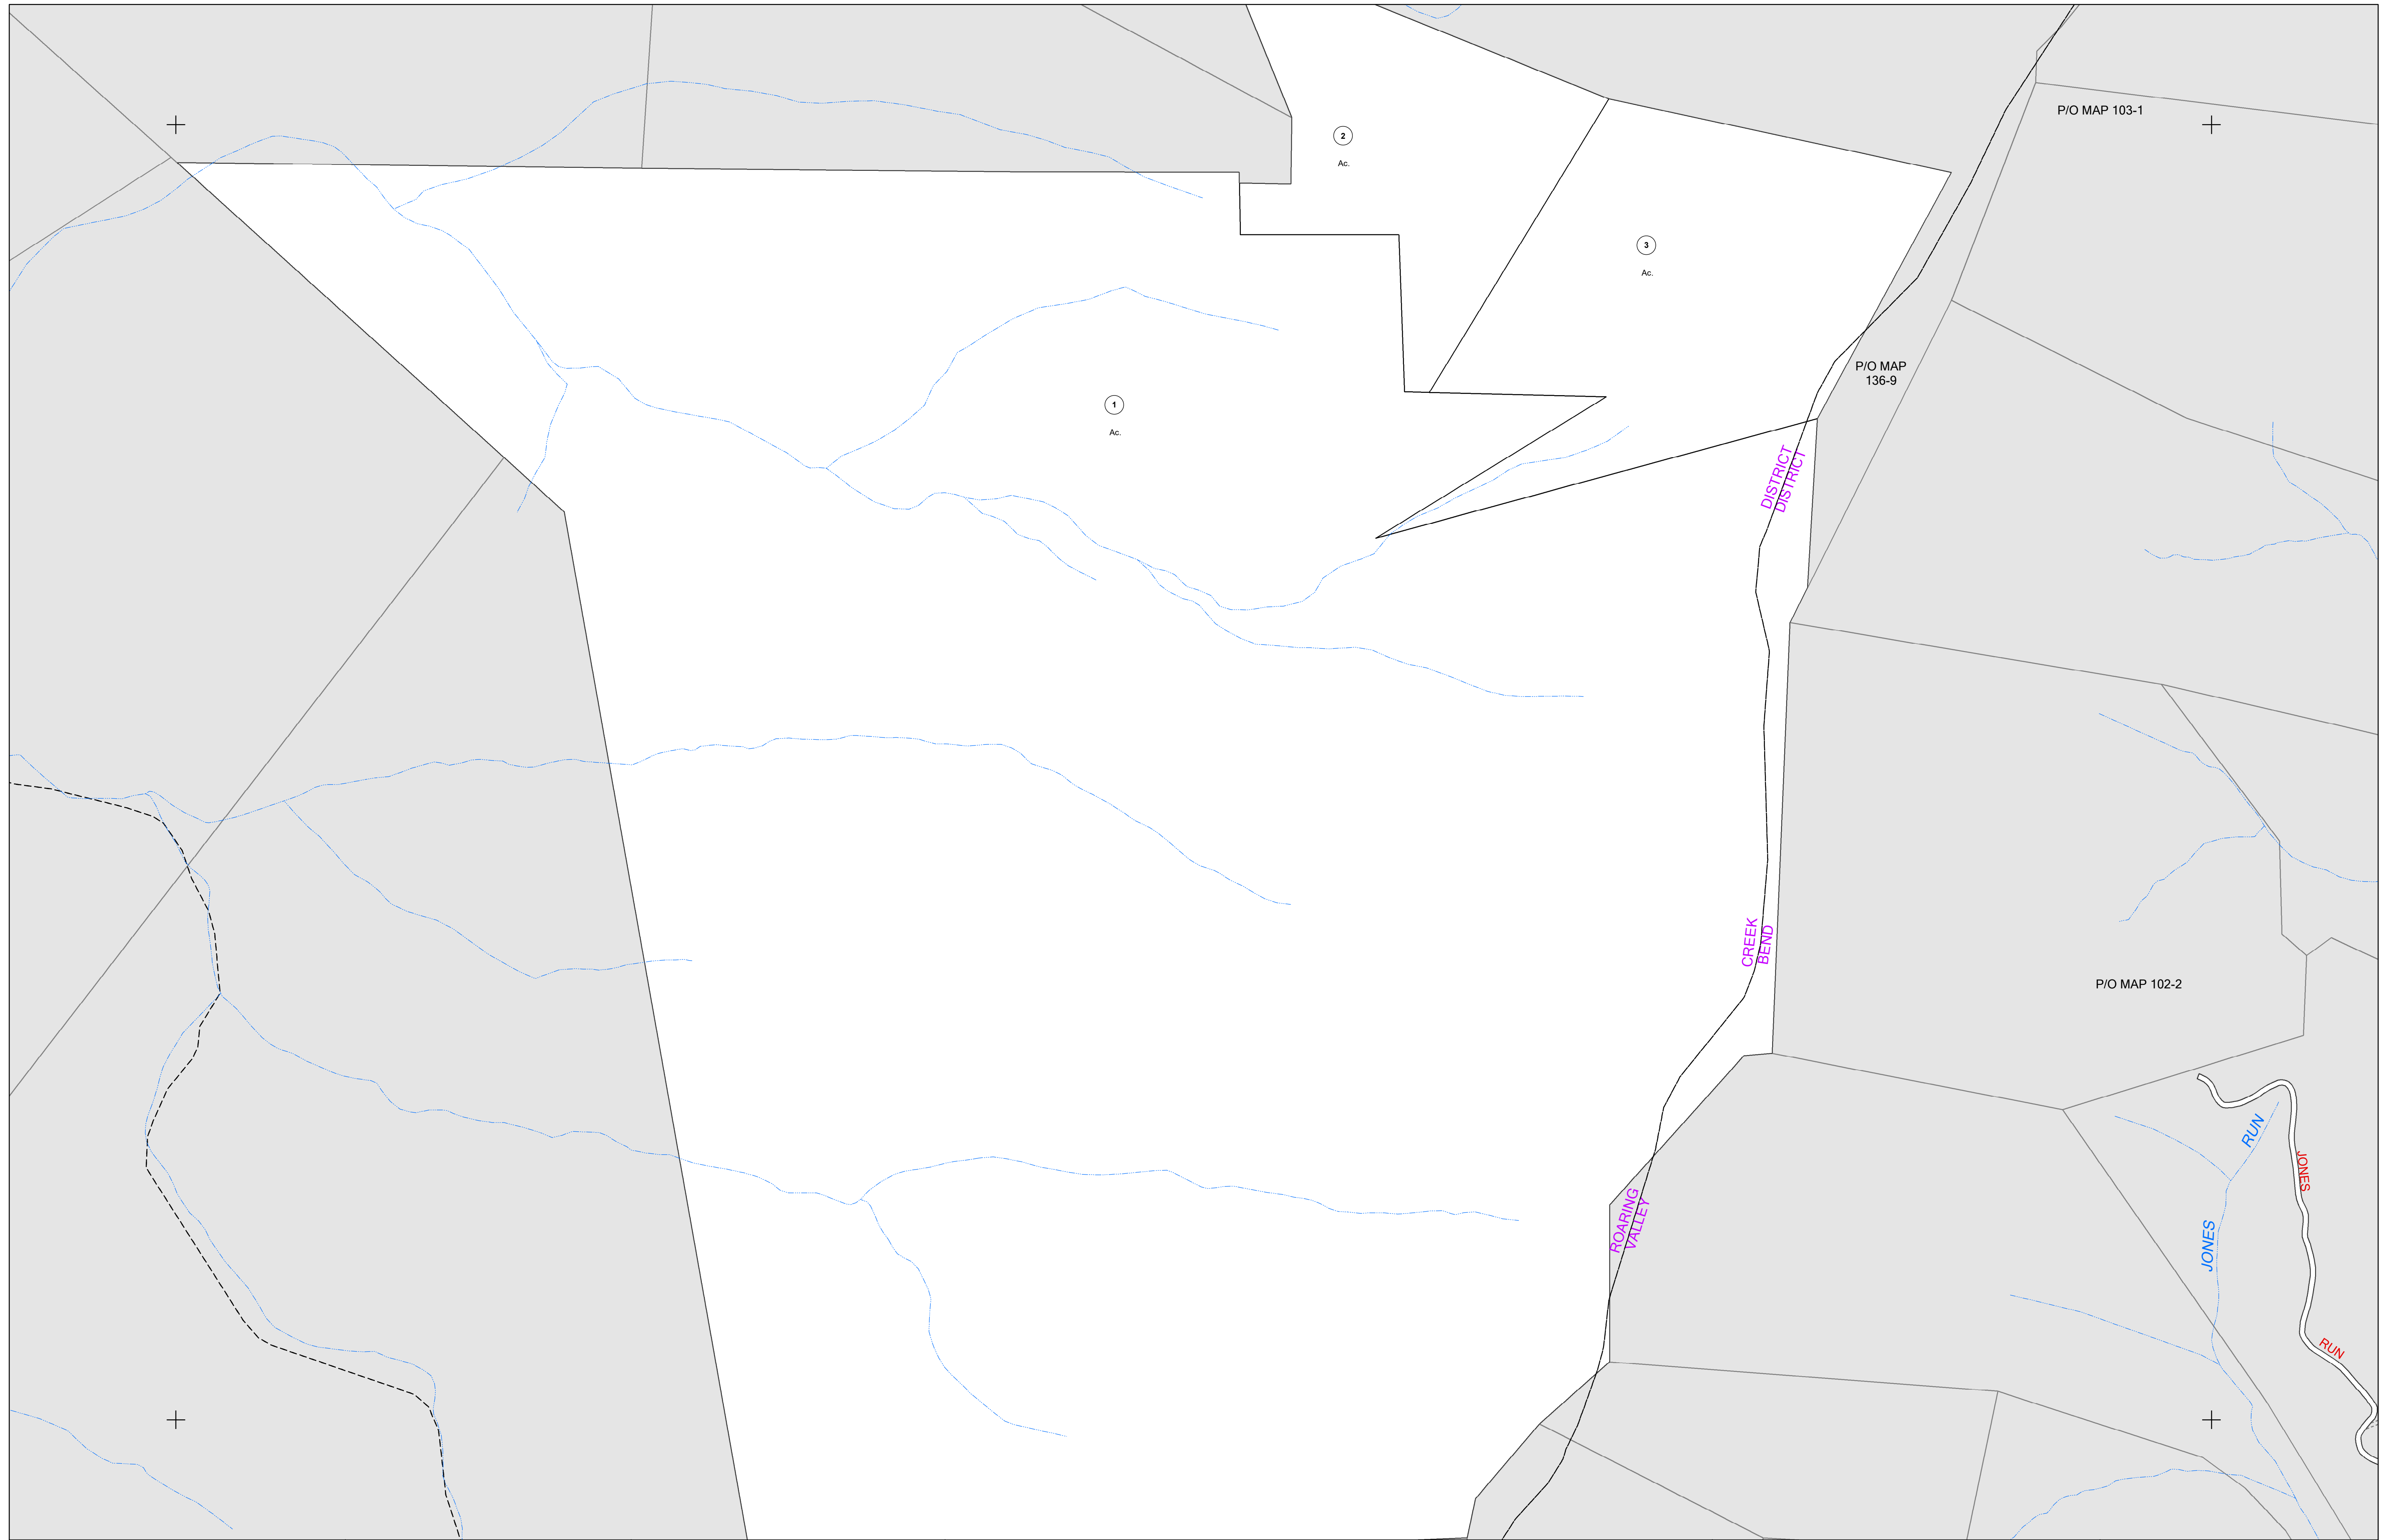 P/O MAP 103-1
2
Ac.
3
Ac.
P/O MAP
136-9
1
Ac.
DISTRICT
DISTRICT
CREEK
BEND
P/O MAP 102-2
RUN
JONES
ROARING
VALLEY
JONES
RUN